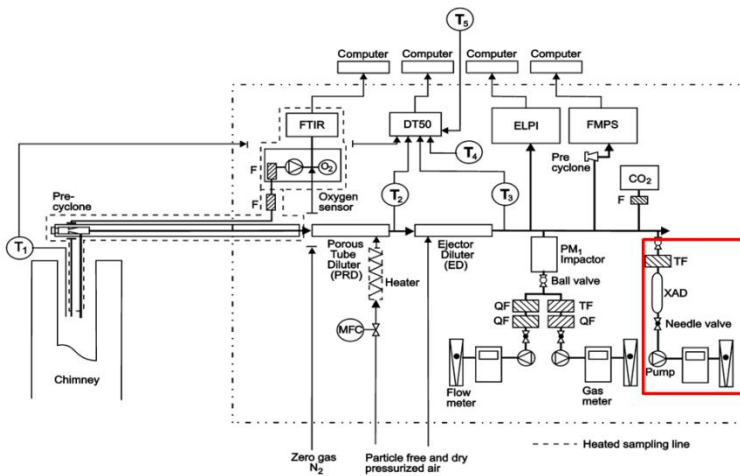 T5
Computer
Computer
Computer
Computer
FTIR
DT50
ELPI
FMPS
T4
Pre
cyclone
CO2
F
O2
F
F
Oxygen
sensor
T2
T3
Pre-
cyclone
T1
Porous
Tube
Diluter
(PRD)
Ejector
Diluter
(ED)
PM1
Impactor
TF
Heater
Ball valve
XAD
QF
TF
QF
QF
Needle valve
MFC
Pump
Flow
meter
Gas
meter
Chimney
Zero gas
N2
Particle free and dry
pressurized air
Heated sampling line